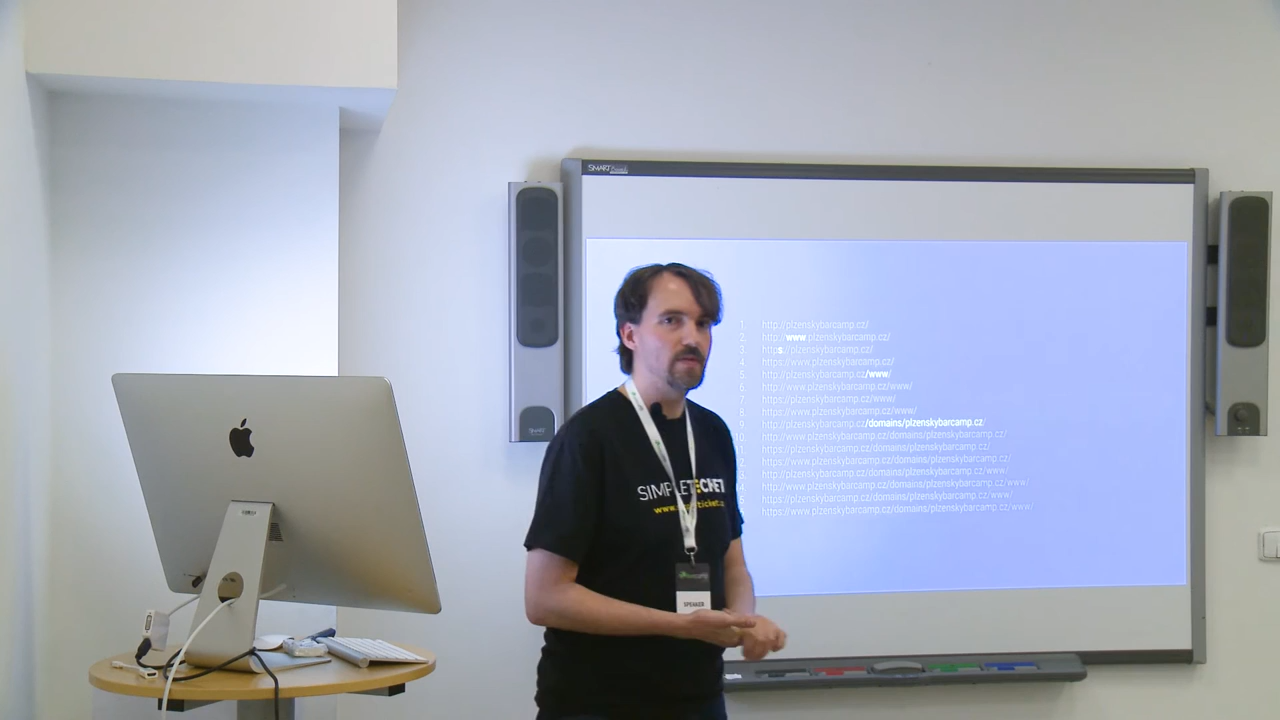 SMART
1. http://plzenskybarcamp.cz/
2. http://www.plzenskybarcamp.cz/
3. https://plzenskybarcamp.cz/
4. https://www.plzenskybarcamp.cz/
5. http://plzenskybarcamp.cz/www/
6. http://www.plzenskybarcamp.cz/www/
7. https://plzenskybarcamp.cz/www/
8. https://www.plzenskybarcamp.cz/www/
9. http://plzenskybarcamp.cz/domains/plzenskybarcamp.cz/
10. http://www.plzenskybarcamp.cz/domains/plzenskybarcamp.cz/
https://plzenskybarcamp.cz/domains/plzenskybarcamp.cz/
https://www.plzenskybarcamp.cz/domains/plzenskybarcamp.cz/
http://plzenskybarcamp.cz/domains/plzenskybarcamp.cz/www/
http://www.plzenskybarcamp.cz/domains/plzenskybarcamp.cz/www/
https://plzenskybarcamp.cz/domains/plzenskybarcamp.cz/www/
https://www.plzenskybarcamp.cz/domains/plzenskybarcamp.cz/www/
SPEAKER